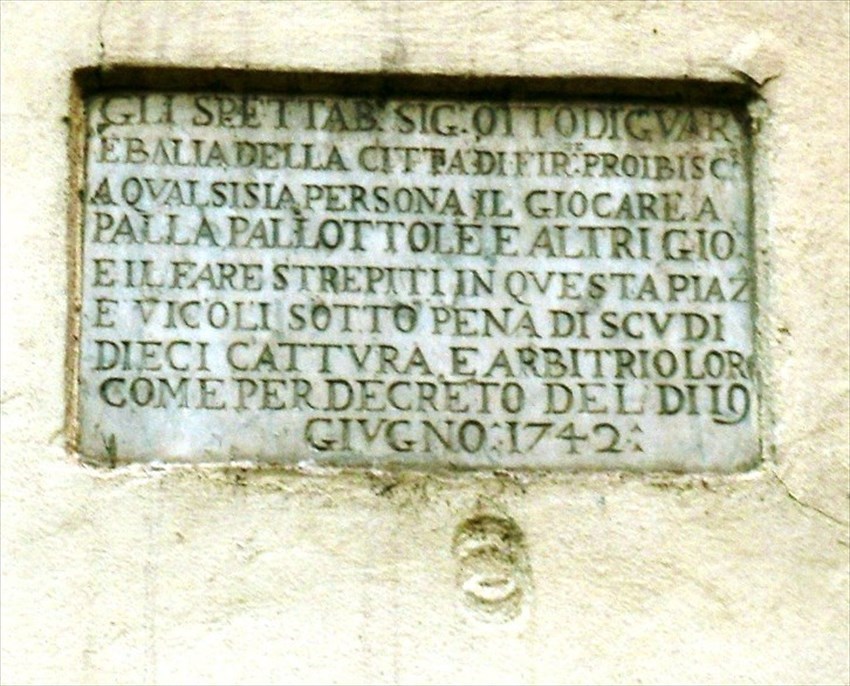 GLI SPETTAB. SIG. OTTO DI GVAR
E BALIA DELLA CITTA DI FIR.ZE PROIBISC.
A QVALSISIA PERSONA IL GIOCARE A
PALLA PALLOTTOLE E ALTRI GIO.
E IL FARE STREPITI IN QVESTA PIAZ
E VICOLI SOTTO PENA DI SCVDI
DIECI CATTVRA E ARBITRIO LOR
COME PER DECRETO DEL DI 19
GIVGNO: 1742: